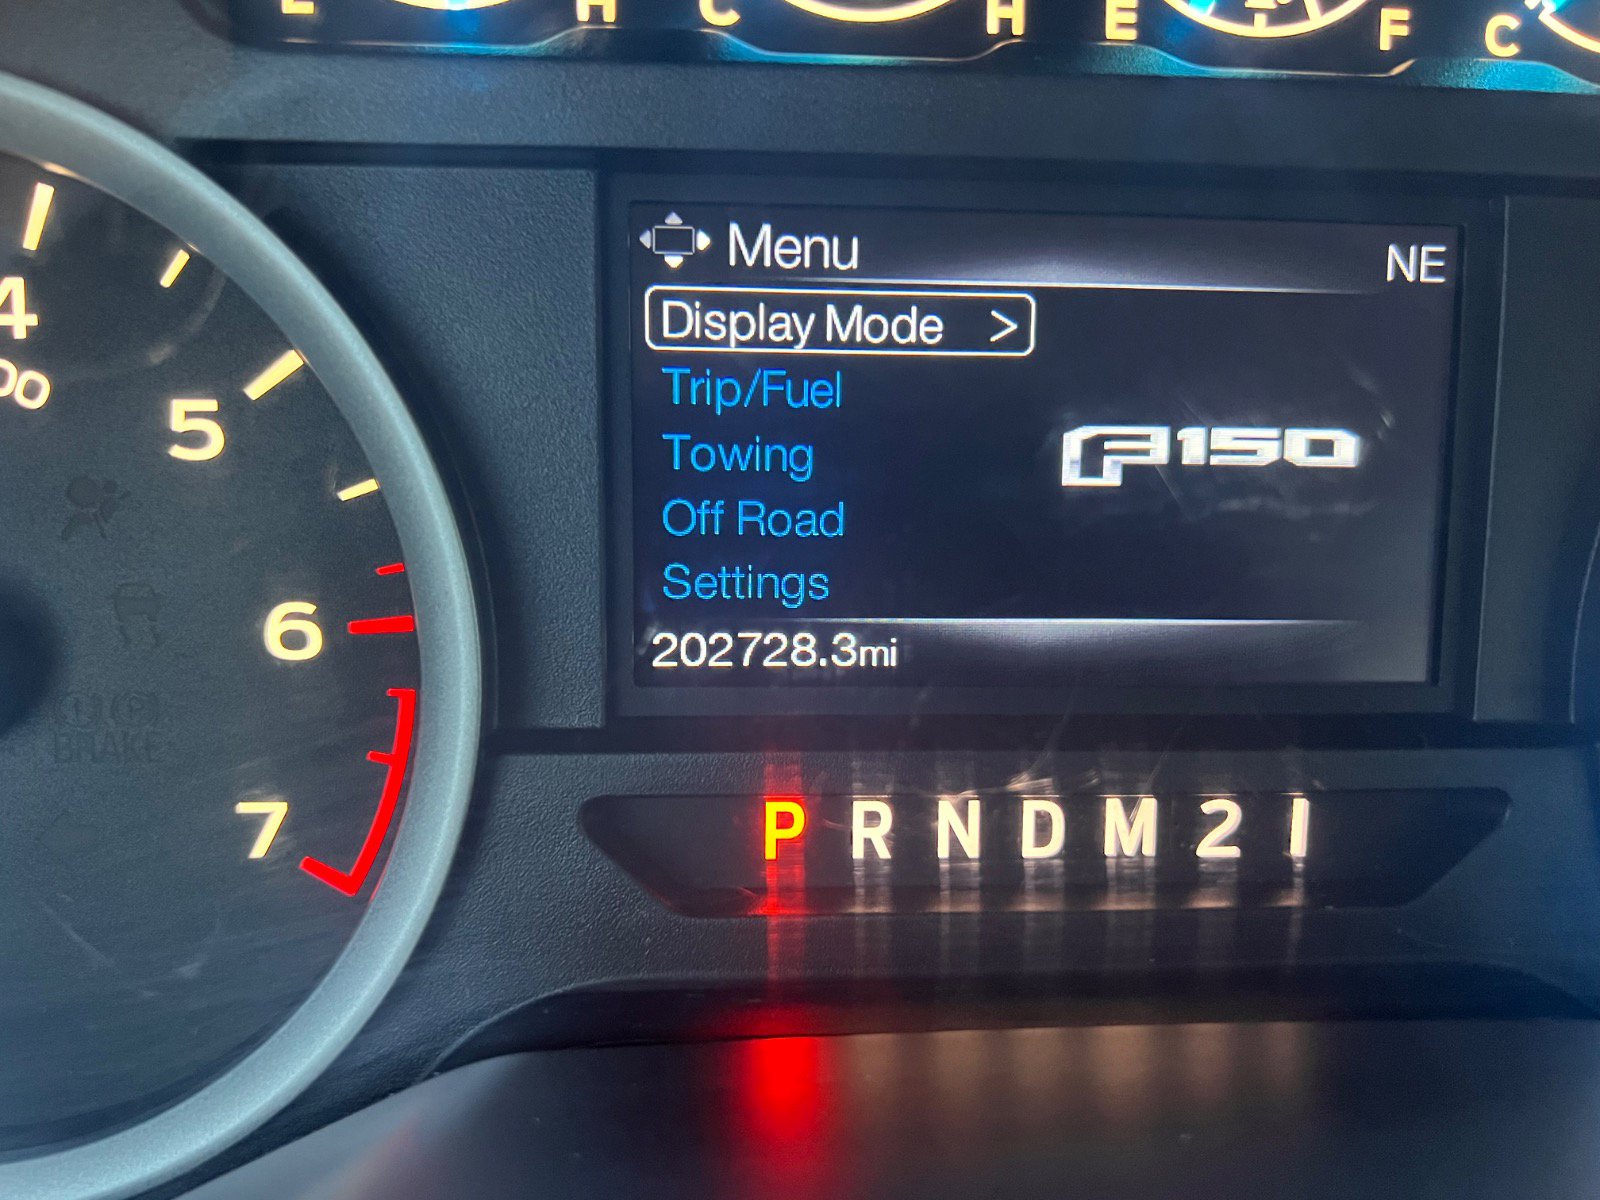 L H C H E F C
Menu NE
Display Mode >
Trip/Fuel
Towing
F150
Off Road
Settings
202728.3mi
4
5
6
7
BRAKE
P R N D M 2 1